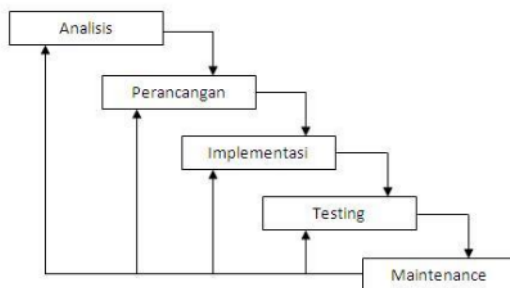 Analisis
Perancangan
Implementasi
Testing
Maintenance